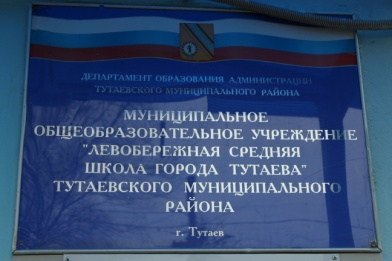 ДЕПАРТАМЕНТ ОБРАЗОВАНИЯ АДМИНИСТРАЦИИ
ТУТАЕВСКОГО МУНИЦИПАЛЬНОГО РАЙОНА
МУНИЦИПАЛЬНОЕ
ОБЩЕОБРАЗОВАТЕЛЬНОЕ УЧРЕЖДЕНИЕ
"ЛЕВОБЕРЕЖНАЯ СРЕДНЯЯ
ШКОЛА ГОРОДА ТУТАЕВА"
ТУТАЕВСКОГО МУНИЦИПАЛЬНОГО
РАЙОНА
г. Тутаев